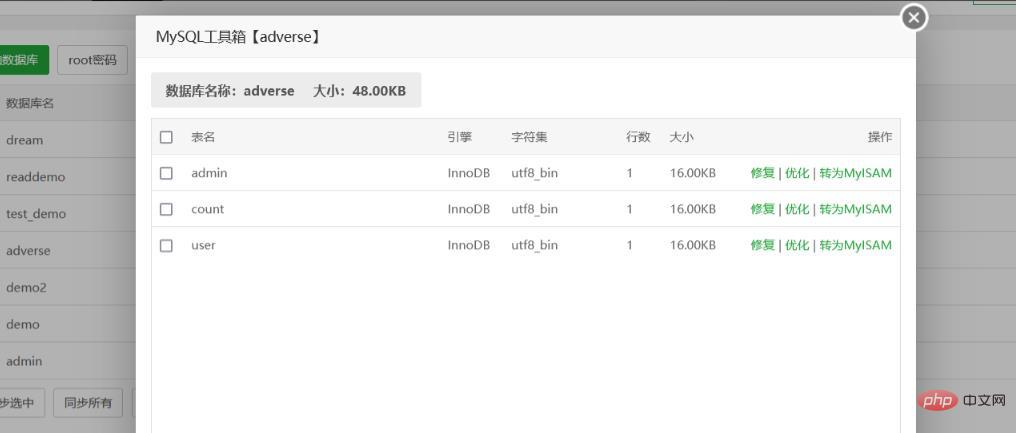 MySQL工具箱【adverse】
数据库 root密码
数据库名称：adverse 大小：48.00KB
数据库名
表名 引擎 字符集 行数 大小 操作
dream
admin InnoDB utf8_bin 1 16.00KB 修复 | 优化 | 转为MyISAM
readdemo
count InnoDB utf8_bin 1 16.00KB 修复 | 优化 | 转为MyISAM
test_demo
user InnoDB utf8_bin 1 16.00KB 修复 | 优化 | 转为MyISAM
adverse
demo2
demo
admin
步选中 同步所有
php 中文网